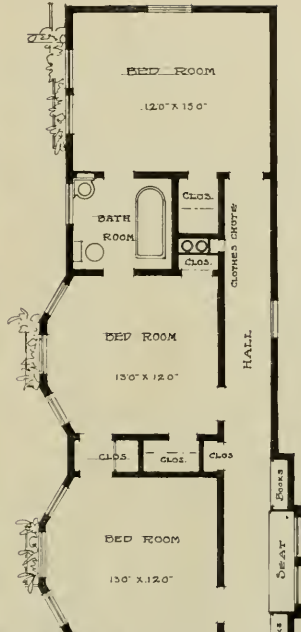 BED ROOM
12'0" X 15'0"
CLOS.
BATH
ROOM
CLOS.
CLOTHES CHUTE
BED ROOM
13'0" X 12'0"
HALL
CLOS.
CLOS.
CLOS
BOOKS
BED ROOM
13'0" X 12'0"
SEAT